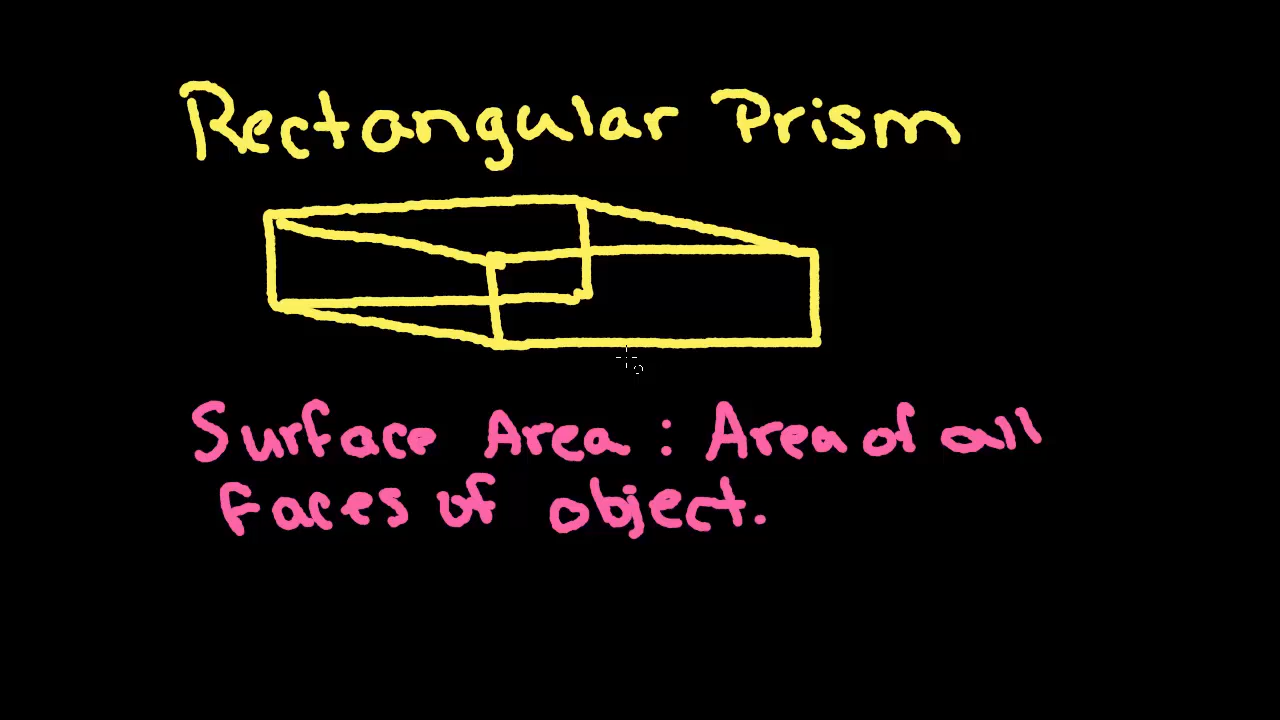 Rectangular Prism
Surface Area : Area of all
faces of object.